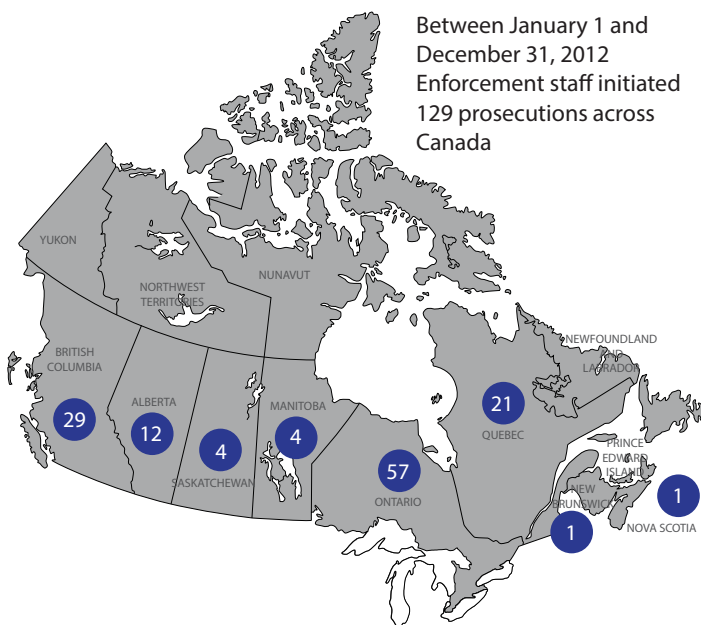 Between January 1 and
December 31, 2012
Enforcement staff initiated
129 prosecutions across
Canada
YUKON
NORTHWEST
TERRITORIES
NUNAVUT
BRITISH
COLUMBIA
29
ALBERTA
12
4
SASKATCHEWAN
MANITOBA
4
57
ONTARIO
21
QUEBEC
NEWFOUNDLAND
AND
LABRADOR
PRINCE
EDWARD
ISLAND
NEW
BRUNSWICK
1
1
NOVA SCOTIA